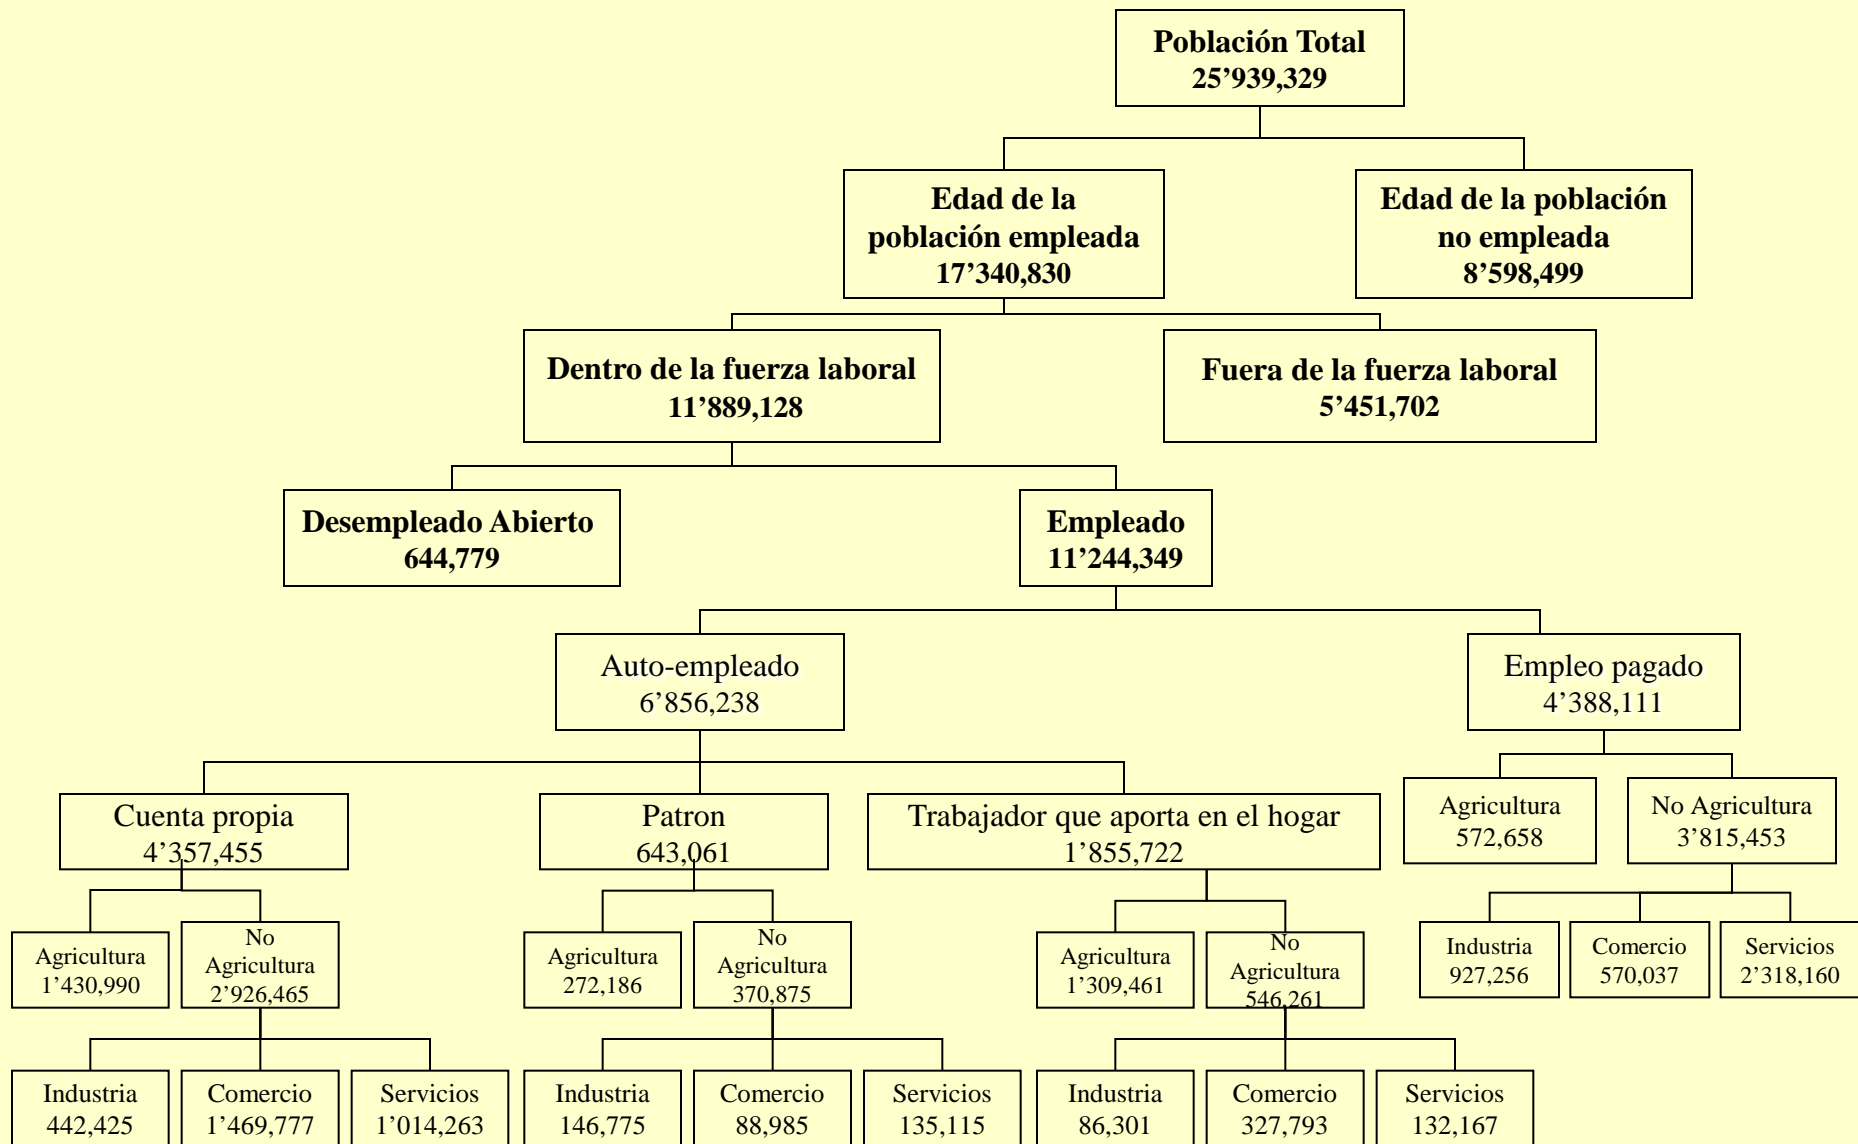 Población Total
25’939,329
Edad de la
población empleada
17’340,830
Edad de la población
no empleada
8’598,499
Dentro de la fuerza laboral
11’889,128
Fuera de la fuerza laboral
5’451,702
Desempleado Abierto
644,779
Empleado
11’244,349
Auto-empleado
6’856,238
Empleo pagado
4’388,111
Cuenta propia
4’357,455
Patron
643,061
Trabajador que aporta en el hogar
1’855,722
Agricultura
572,658
No Agricultura
3’815,453
Agricultura
1’430,990
No
Agricultura
2’926,465
Agricultura
272,186
No
Agricultura
370,875
Agricultura
1’309,461
No
Agricultura
546,261
Industria
927,256
Comercio
570,037
Servicios
2’318,160
Industria
442,425
Comercio
1’469,777
Servicios
1’014,263
Industria
146,775
Comercio
88,985
Servicios
135,115
Industria
86,301
Comercio
327,793
Servicios
132,167